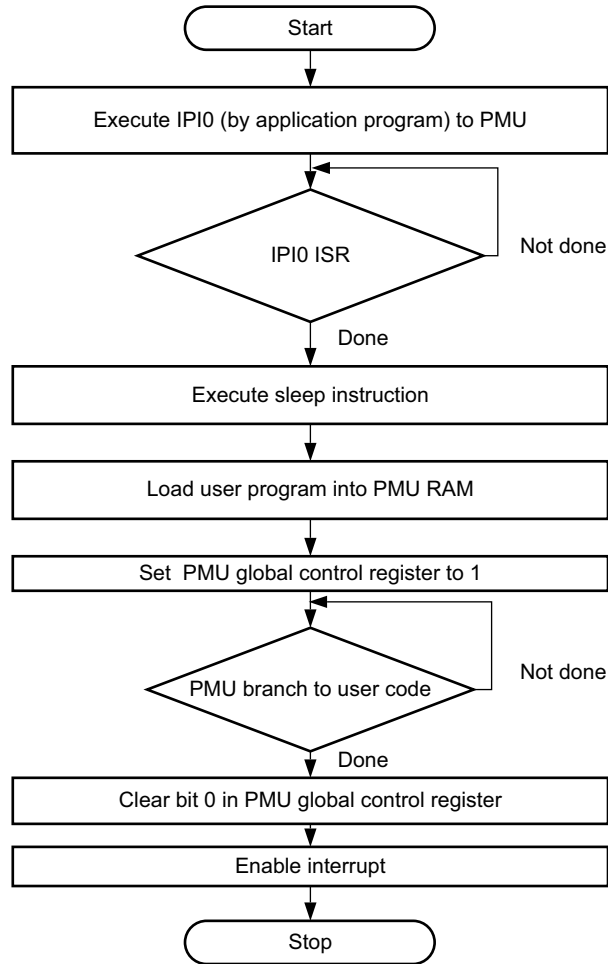 Start
Execute IPI0 (by application program) to PMU
IPI0 ISR
Not done
Done
Execute sleep instruction
Load user program into PMU RAM
Set PMU global control register to 1
PMU branch to user code
Not done
Done
Clear bit 0 in PMU global control register
Enable interrupt
Stop